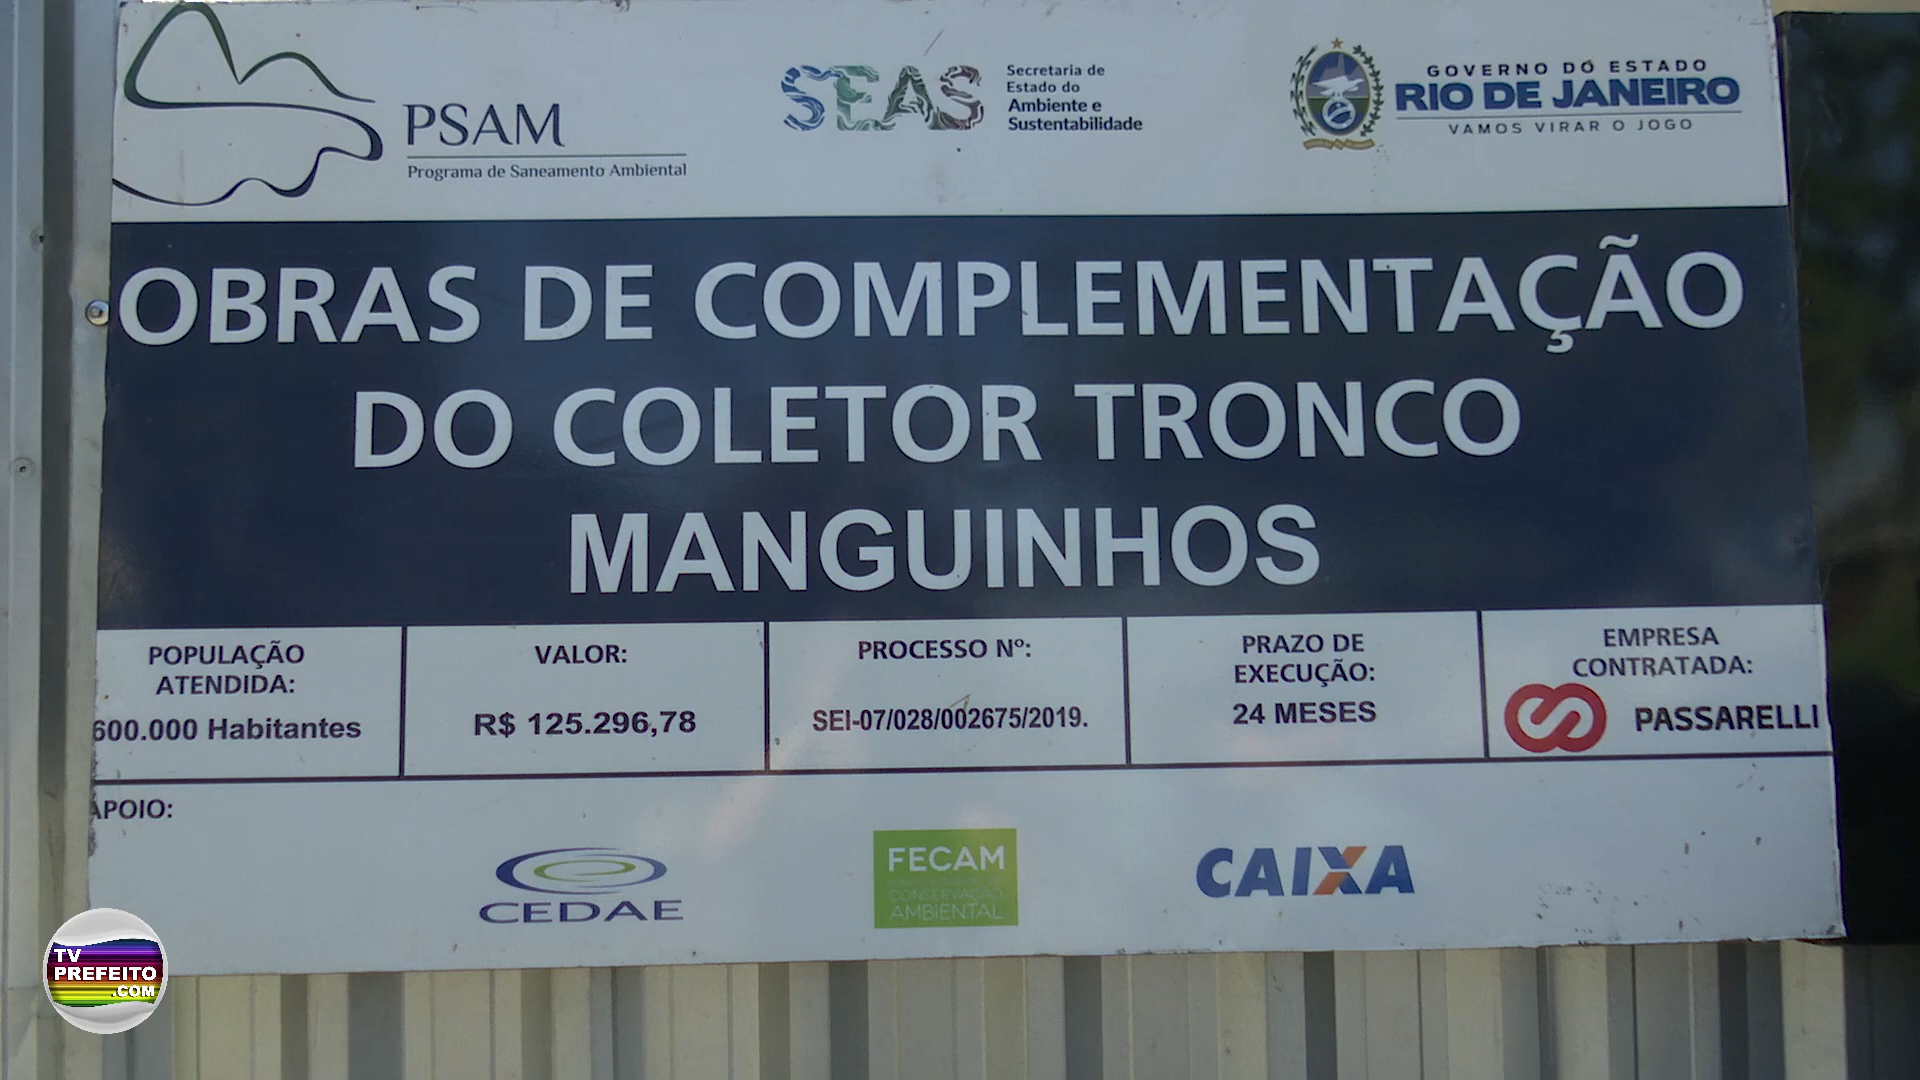 PSAM
Programa de Saneamento Ambiental
SEAS
Secretaria de
Estado do
Ambiente e
Sustentabilidade
GOVERNO DO ESTADO
RIO DE JANEIRO
VAMOS VIRAR O JOGO
OBRAS DE COMPLEMENTAÇÃO
DO COLETOR TRONCO
MANGUINHOS
POPULAÇÃO
ATENDIDA:
600.000 Habitantes
VALOR:
R$ 125.296,78
PROCESSO Nº:
SEI-07/028/002675/2019.
PRAZO DE
EXECUÇÃO:
24 MESES
EMPRESA
CONTRATADA:
PASSARELLI
APOIO:
CEDAE
FECAM
CONSERVAÇÃO
AMBIENTAL
CAIXA
TV
PREFEITO
.COM